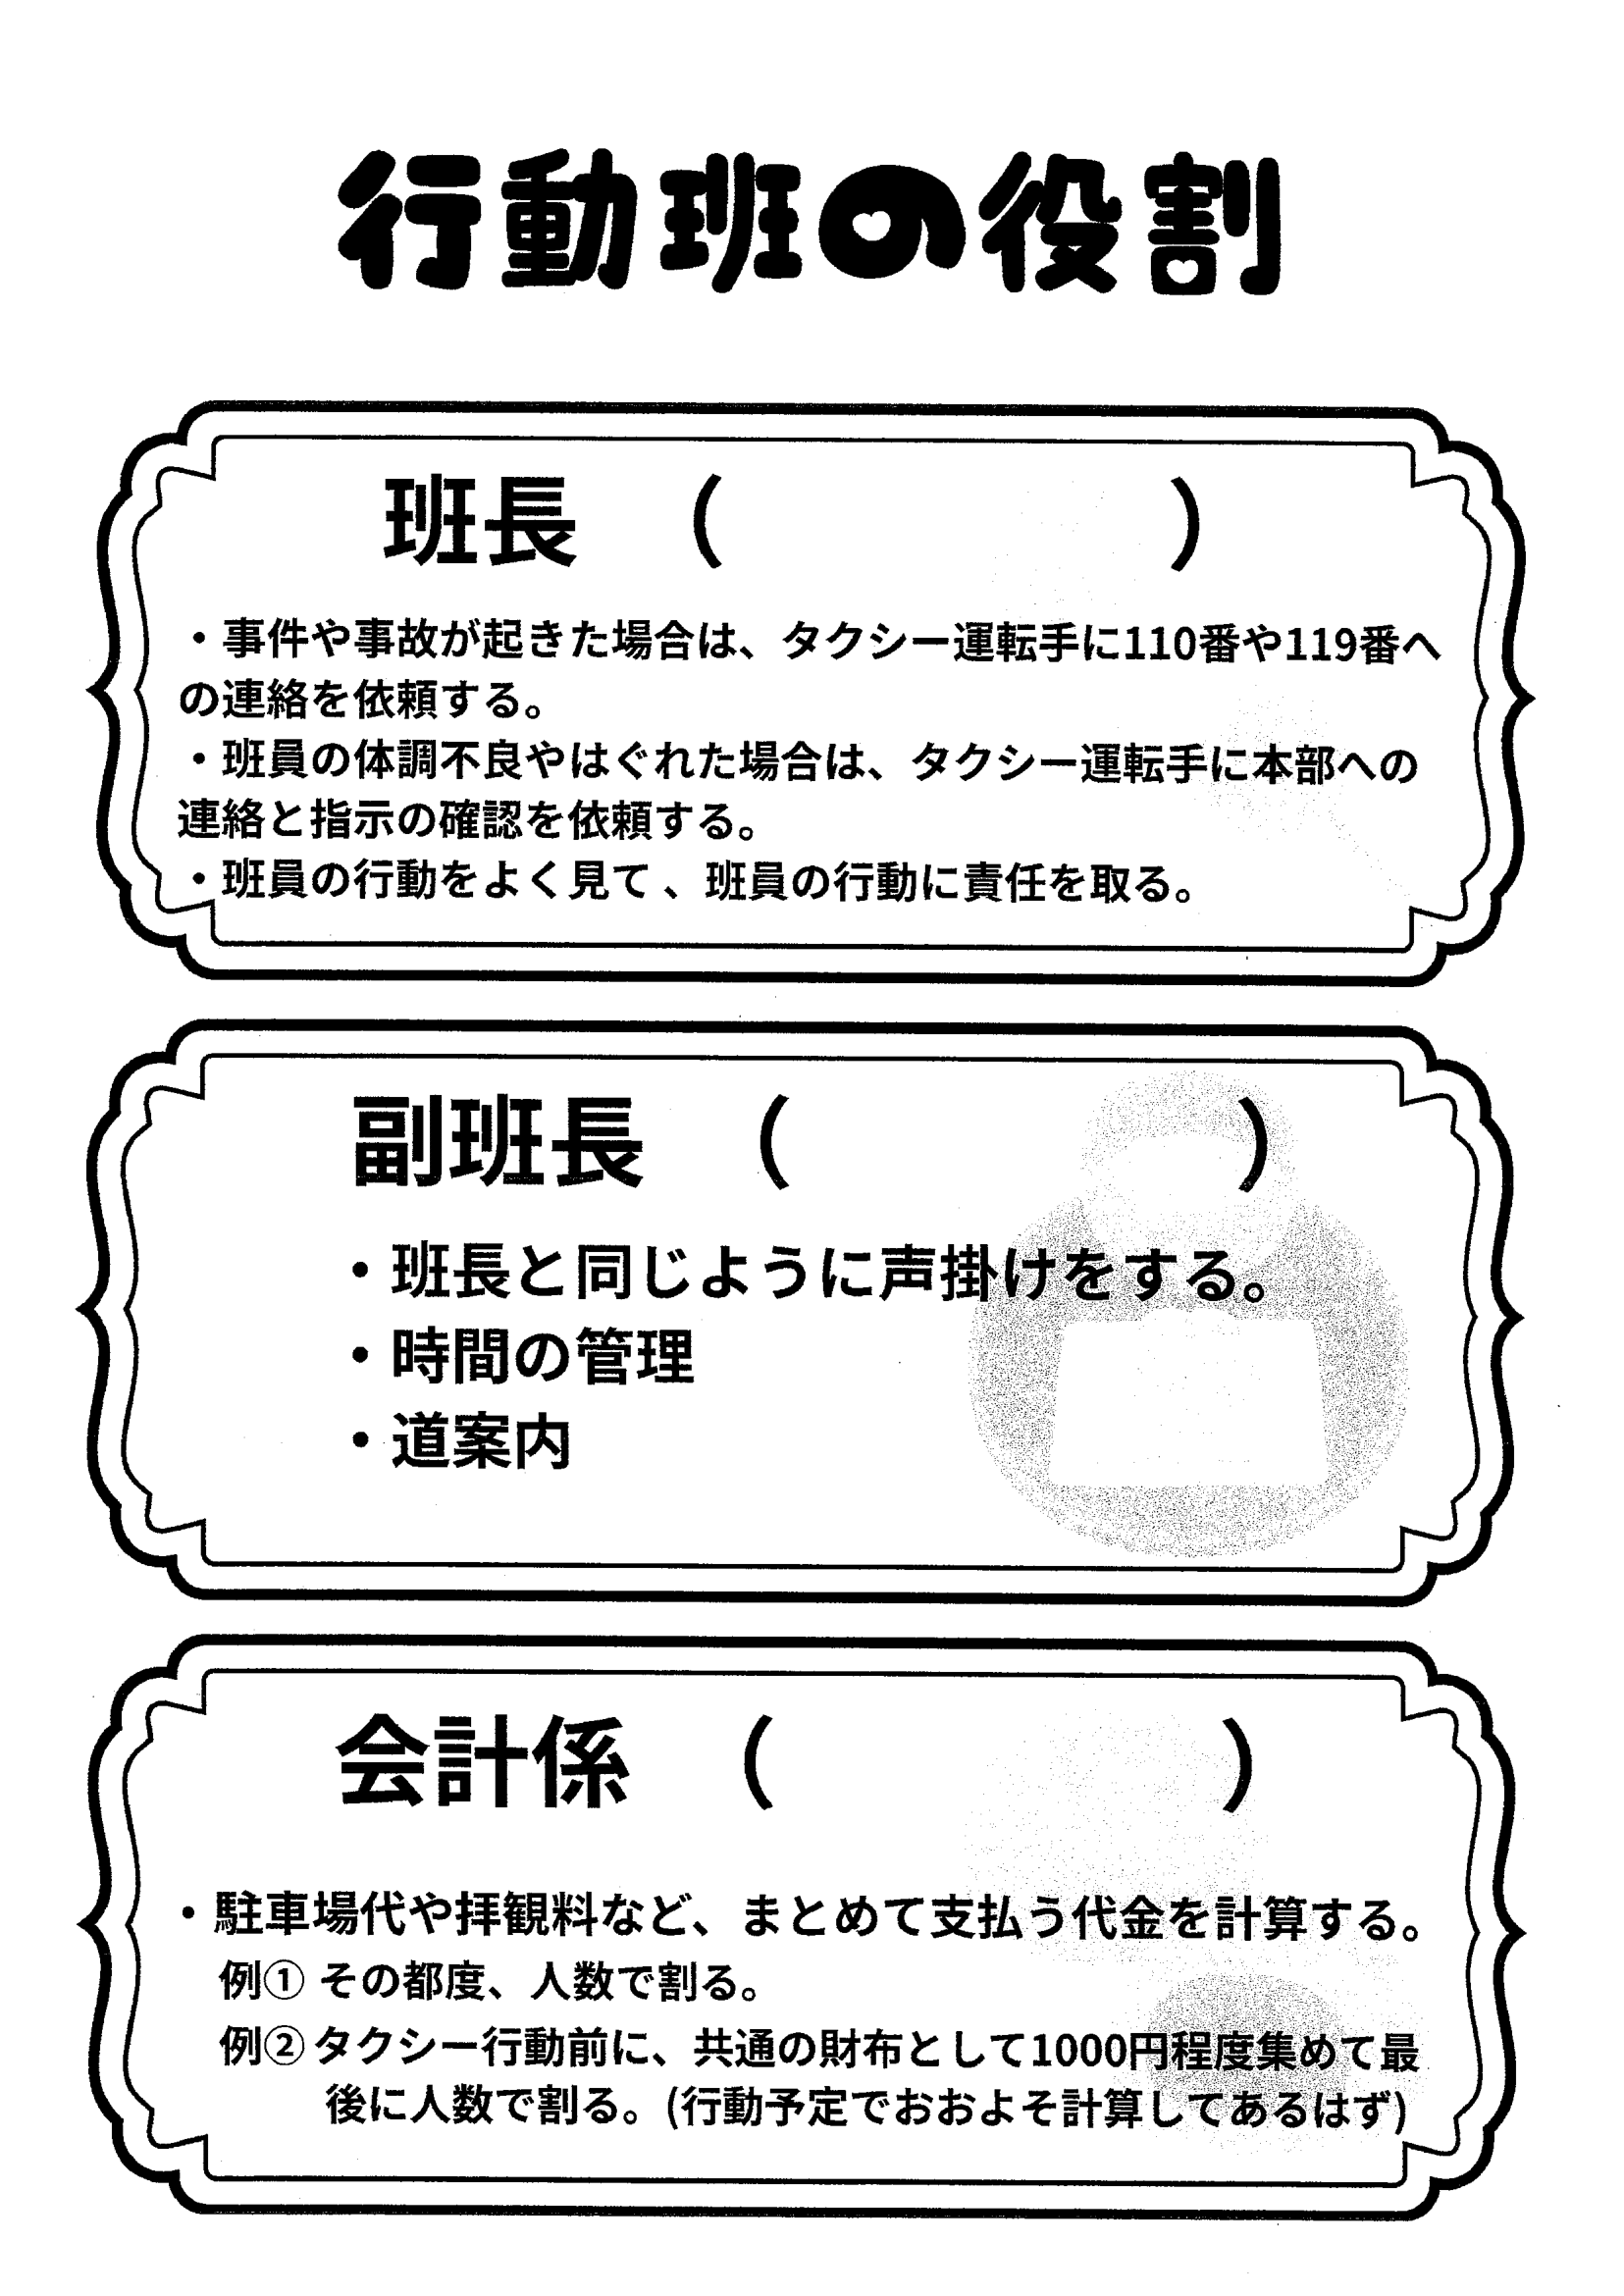 行動班の役割
班長 （ ）
・事件や事故が起きた場合は、タクシー運転手に110番や119番へ
の連絡を依頼する。
・班員の体調不良やはぐれた場合は、タクシー運転手に本部への
連絡と指示の確認を依頼する。
・班員の行動をよく見て、班員の行動に責任を取る。
副班長 （ ）
・班長と同じように声掛けをする。
・時間の管理
・道案内
会計係 （ ）
・駐車場代や拝観料など、まとめて支払う代金を計算する。
例① その都度、人数で割る。
例② タクシー行動前に、共通の財布として1000円程度集めて最
後に人数で割る。(行動予定でおおよそ計算してあるはず)